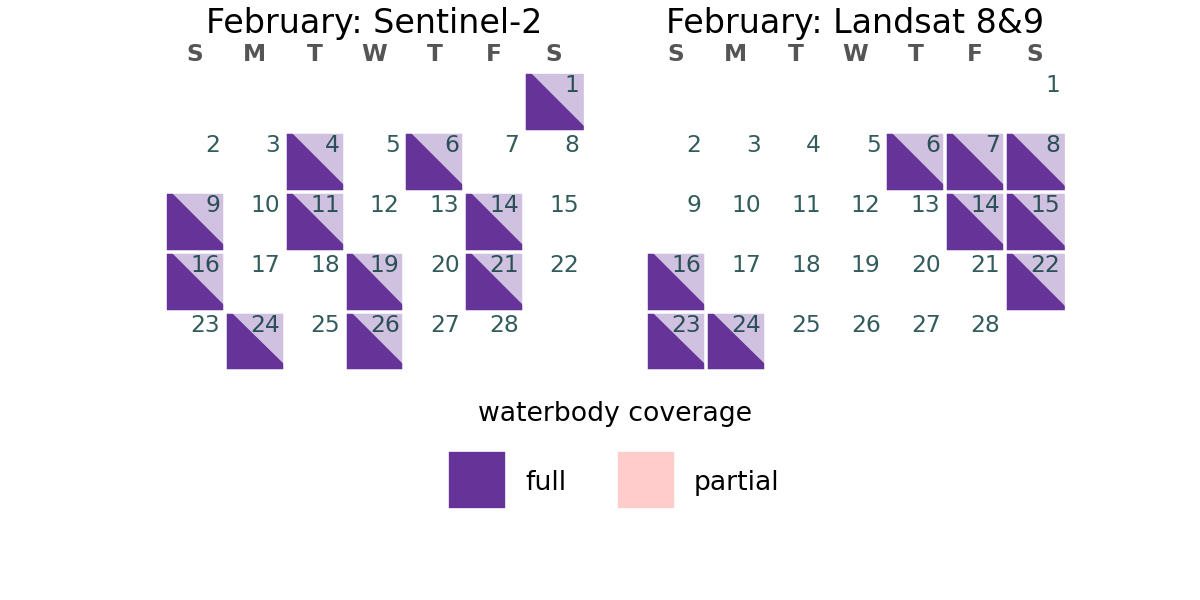 February: Sentinel-2
S M T W T F S
1
2 3 4 5 6 7 8
9 10 11 12 13 14 15
16 17 18 19 20 21 22
23 24 25 26 27 28
February: Landsat 8&9
S M T W T F S
1
2 3 4 5 6 7 8
9 10 11 12 13 14 15
16 17 18 19 20 21 22
23 24 25 26 27 28
waterbody coverage
full partial